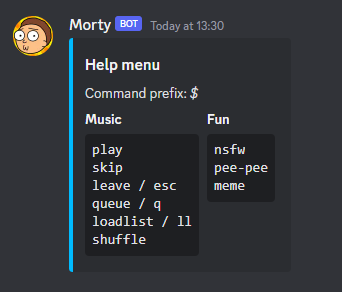 Morty BOT Today at 13:30
Help menu
Command prefix: $
Music
play
skip
leave / esc
queue / q
loadlist / ll
shuffle
Fun
nsfw
pee-pee
meme